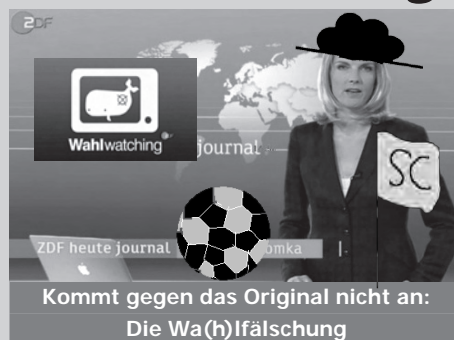 ZDF
Wahlwatching
journal
SC
ZDF heute journal
omka
Kommt gegen das Original nicht an:
Die Wa(h)lfälschung